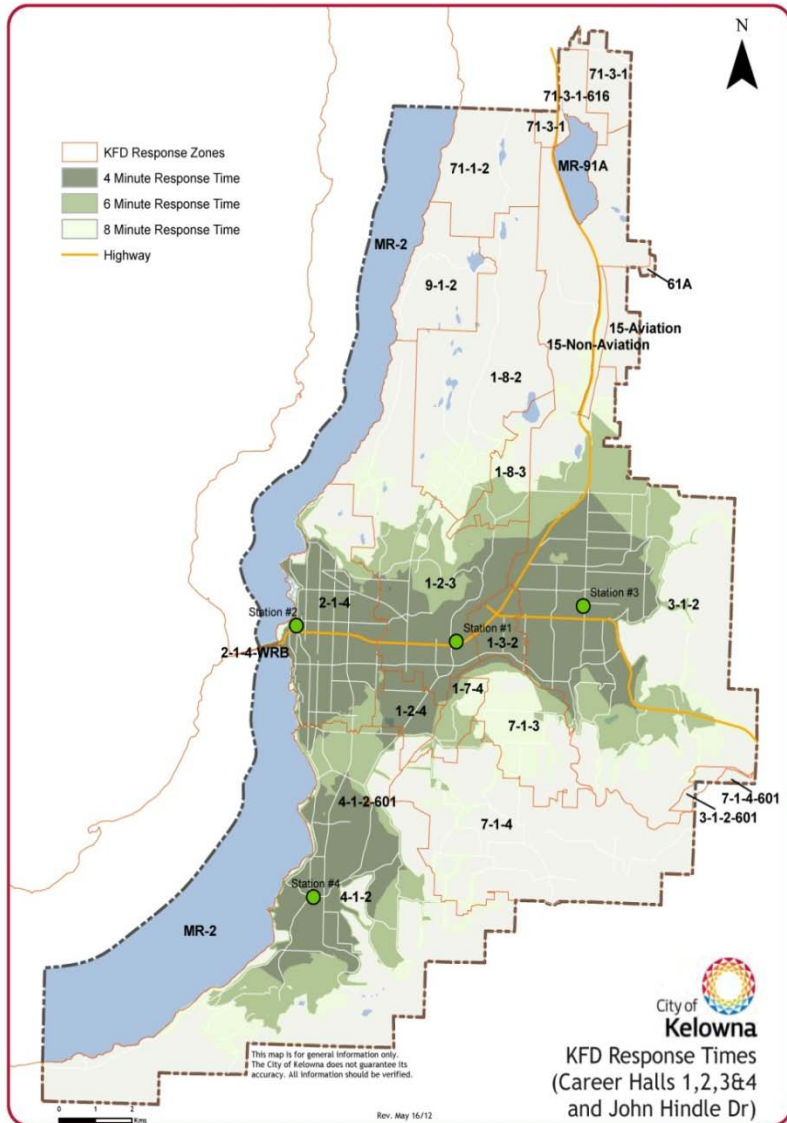 N
71-3-1
71-3-1-616
71-3-1
MR-91A
71-1-2
KFD Response Zones
4 Minute Response Time
6 Minute Response Time
8 Minute Response Time
Highway
MR-2
9-1-2
61A
15-Aviation
15-Non-Aviation
1-8-2
1-8-3
1-2-3
2-1-4
Station #2
Station #3
3-1-2
Station #1
1-3-2
2-1-4-WRB
1-7-4
1-2-4
7-1-3
4-1-2-601
7-1-4
7-1-4-601
3-1-2-601
Station #4
4-1-2
MR-2
City of
Kelowna
KFD Response Times
(Career Halls 1,2,3&4
and John Hindle Dr)
This map is for general information only.
The City of Kelowna does not guarantee its
accuracy. All information should be verified.
0 1 2
Kms
Rev. May 16/12